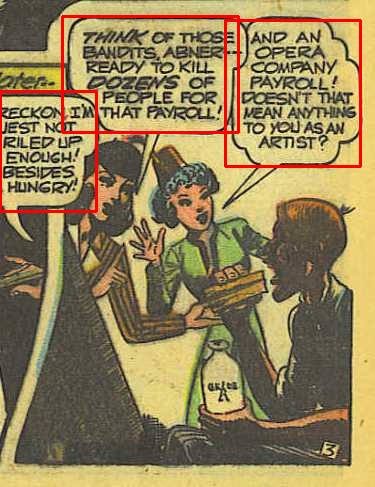 Later--
THINK OF THOSE
BANDITS, ABNER--
READY TO KILL
DOZENS OF
PEOPLE FOR
THAT PAYROLL!
AND AN
OPERA
COMPANY
PAYROLL!
DOESN'T THAT
MEAN ANYTHING
TO YOU AS AN
ARTIST?
RECKON I'M
JEST NOT
RILED UP
ENOUGH!
BESIDES
HUNGRY!
GRADE
A
3